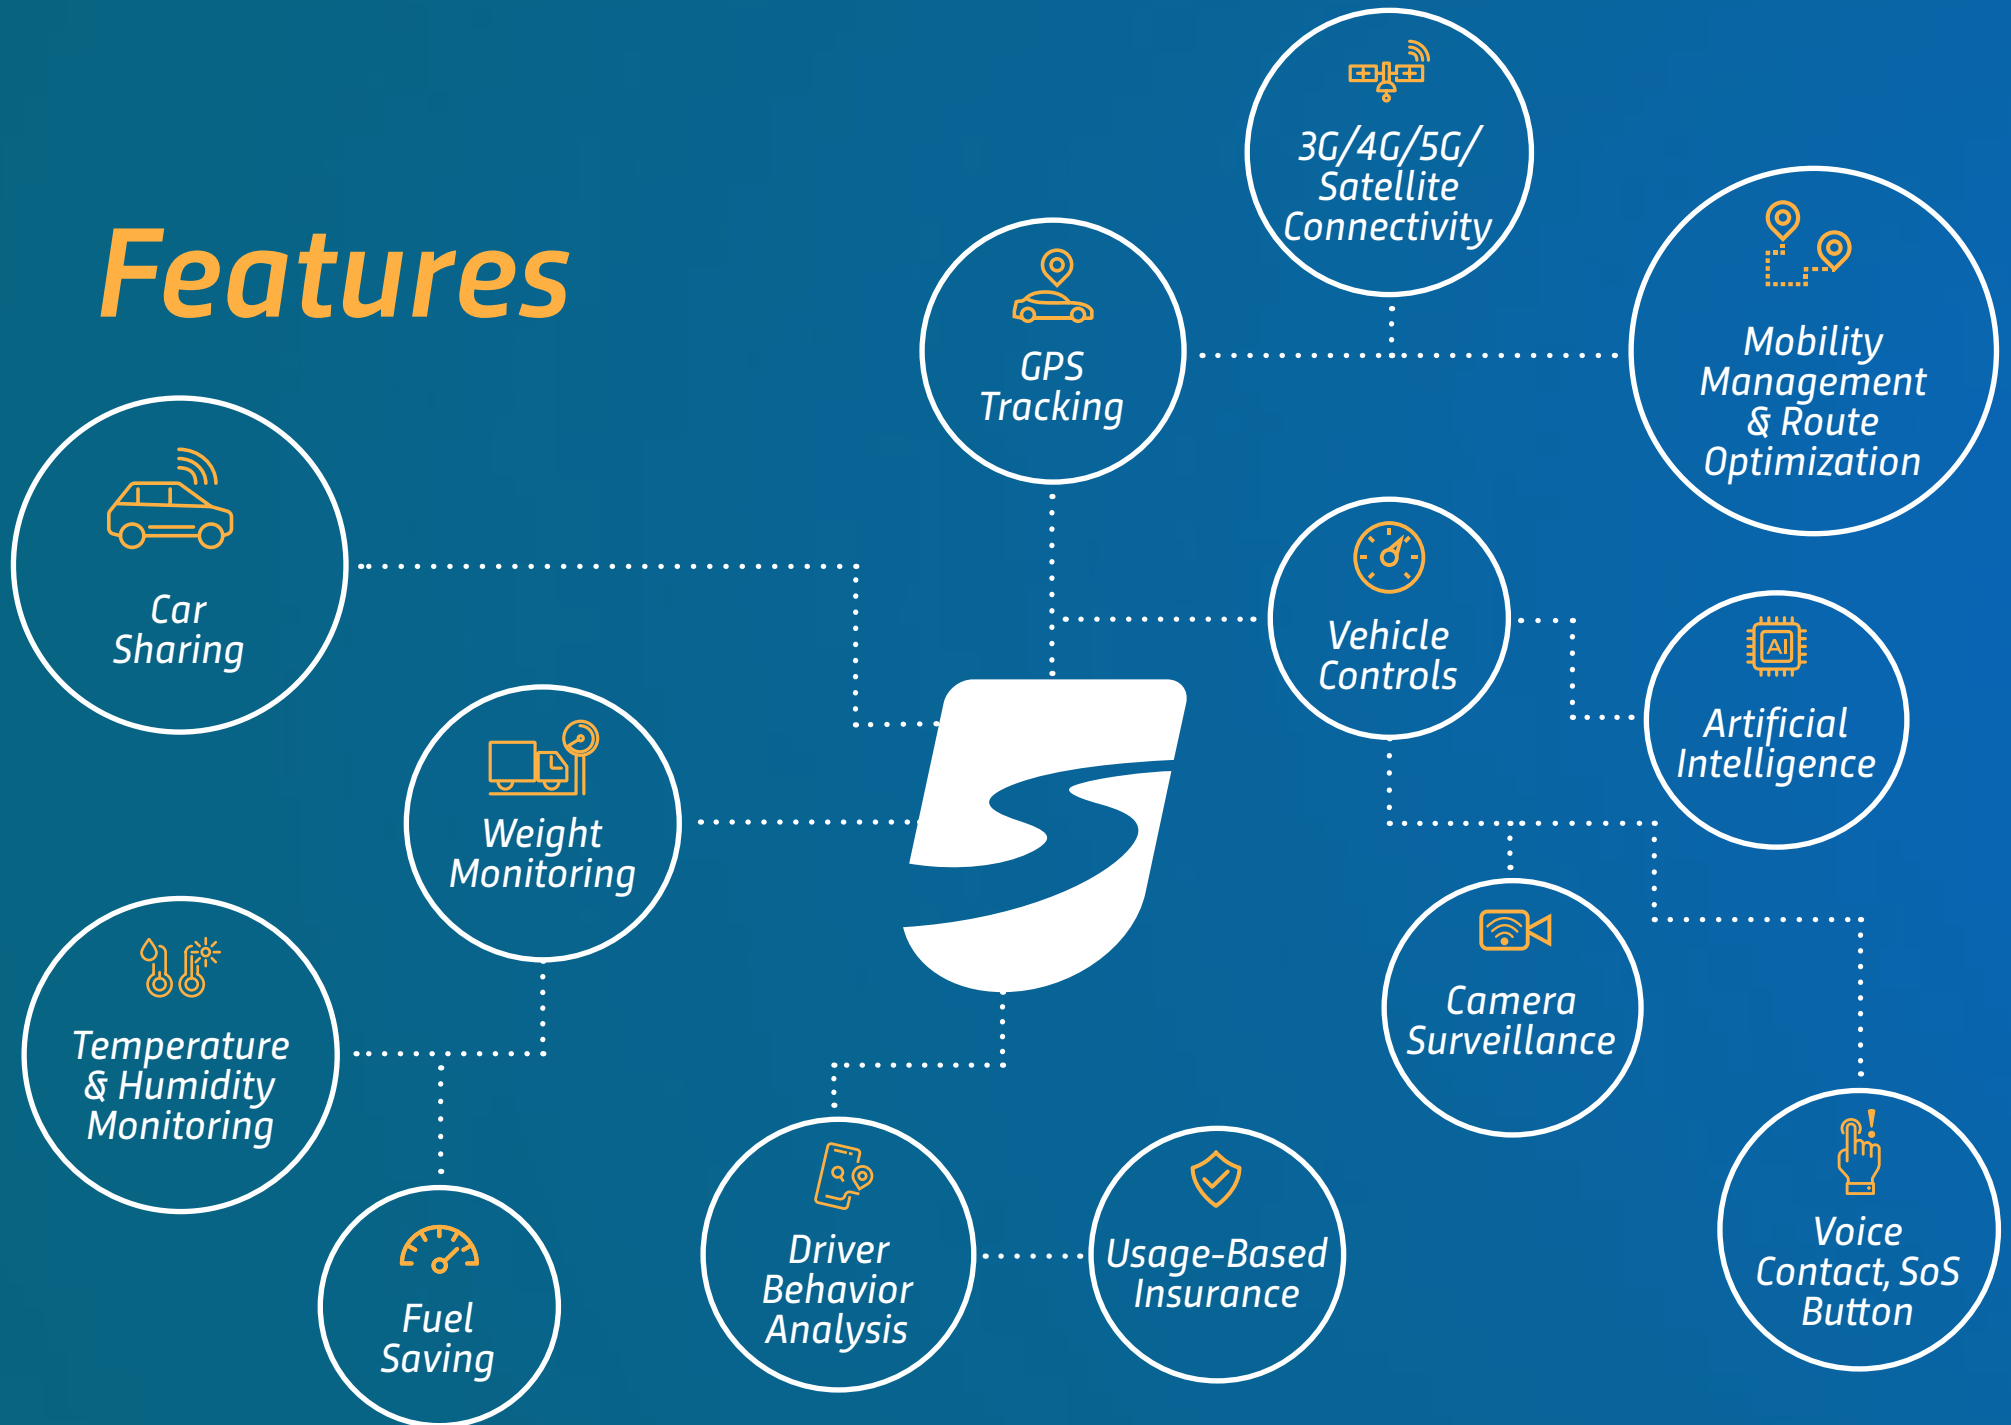 Features
3G/4G/5G/
Satellite
Connectivity
GPS
Tracking
Mobility
Management
& Route
Optimization
Car
Sharing
Vehicle
Controls
AI
Artificial
Intelligence
Weight
Monitoring
Camera
Surveillance
Temperature
& Humidity
Monitoring
Driver
Behavior
Analysis
Usage-Based
Insurance
Voice
Contact, SoS
Button
Fuel
Saving